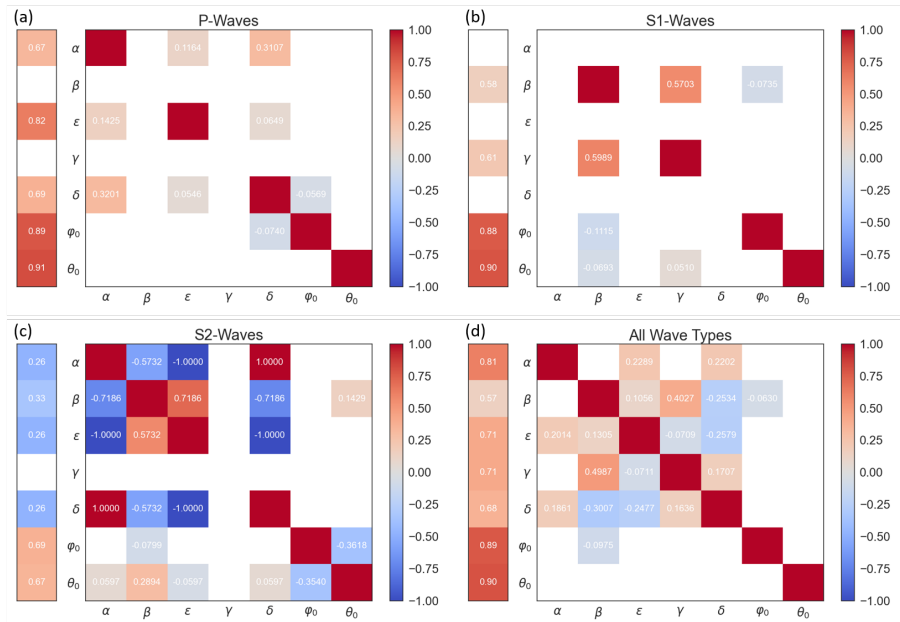 (a) P-Waves
0.67 α 0.1164 0.3107
β
0.82 ε 0.1425 0.0649
γ
0.69 δ 0.3201 0.0546 -0.0569
0.89 φ₀ -0.0740
0.91 θ₀
α β ε γ δ φ₀ θ₀
1.00
0.75
0.50
0.25
0.00
−0.25
−0.50
−0.75
−1.00
(b) S1-Waves
α
0.58 β 0.5703 -0.0735
ε
0.61 γ 0.5989
δ
0.88 φ₀ -0.1115
0.90 θ₀ -0.0693 0.0510
α β ε γ δ φ₀ θ₀
1.00
0.75
0.50
0.25
0.00
−0.25
−0.50
−0.75
−1.00
(c) S2-Waves
0.26 α -0.5732 -1.0000 1.0000
0.33 β -0.7186 0.7186 -0.7186 0.1429
0.26 ε -1.0000 0.5732 -1.0000
γ
0.26 δ 1.0000 -0.5732 -1.0000
0.69 φ₀ -0.0799 -0.3618
0.67 θ₀ 0.0597 0.2894 -0.0597 0.0597 -0.3540
α β ε γ δ φ₀ θ₀
1.00
0.75
0.50
0.25
0.00
−0.25
−0.50
−0.75
−1.00
(d) All Wave Types
0.81 α 0.2289 0.2202
0.57 β 0.1056 0.4027 -0.2534 -0.0630
0.71 ε 0.2014 0.1305 -0.0709 -0.2579
0.71 γ 0.4987 -0.0711 0.1707
0.68 δ 0.1861 -0.3007 -0.2477 0.1636
0.89 φ₀ -0.0975
0.90 θ₀
α β ε γ δ φ₀ θ₀
1.00
0.75
0.50
0.25
0.00
−0.25
−0.50
−0.75
−1.00